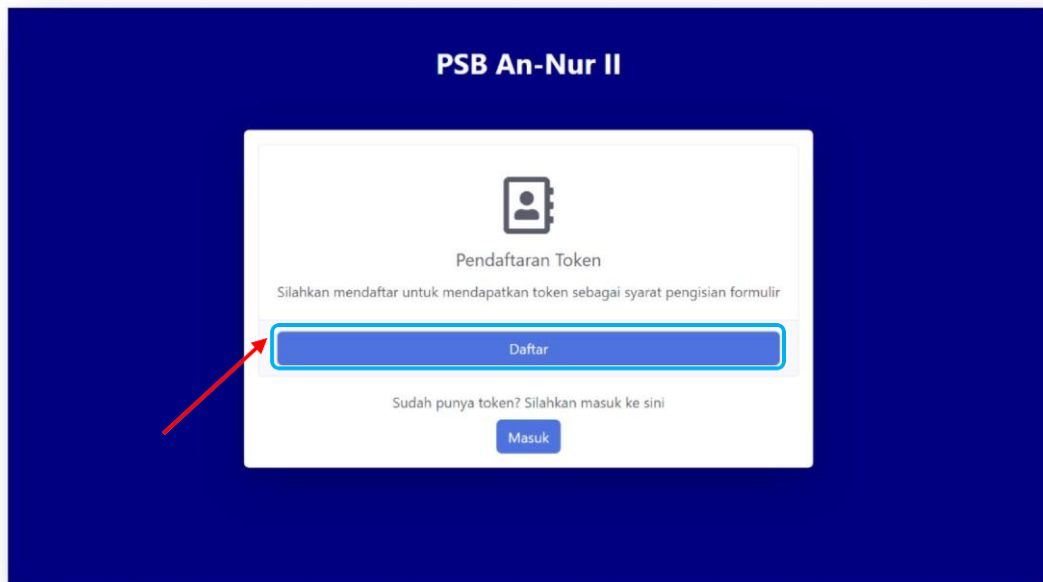 PSB An-Nur II
Pendaftaran Token
Silahkan mendaftar untuk mendapatkan token sebagai syarat pengisian formulir
Daftar
Sudah punya token? Silahkan masuk ke sini
Masuk